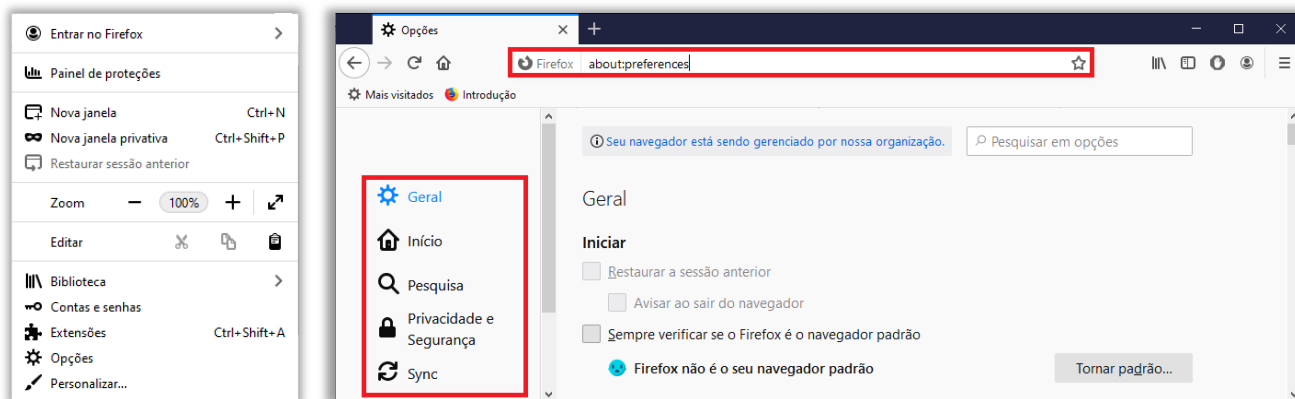 Entrar no Firefox
Painel de proteções
Nova janela Ctrl+N
Nova janela privativa Ctrl+Shift+P
Restaurar sessão anterior
Zoom 100%
Editar
Biblioteca
Contas e senhas
Extensões Ctrl+Shift+A
Opções
Personalizar...
Opções
Firefox about:preferences
Mais visitados Introdução
Seu navegador está sendo gerenciado por nossa organização. Pesquisar em opções
Geral
Início
Pesquisa
Privacidade e
Segurança
Sync
Geral
Iniciar
Restaurar a sessão anterior
Avisar ao sair do navegador
Sempre verificar se o Firefox é o navegador padrão
Firefox não é o seu navegador padrão Tornar padrão...